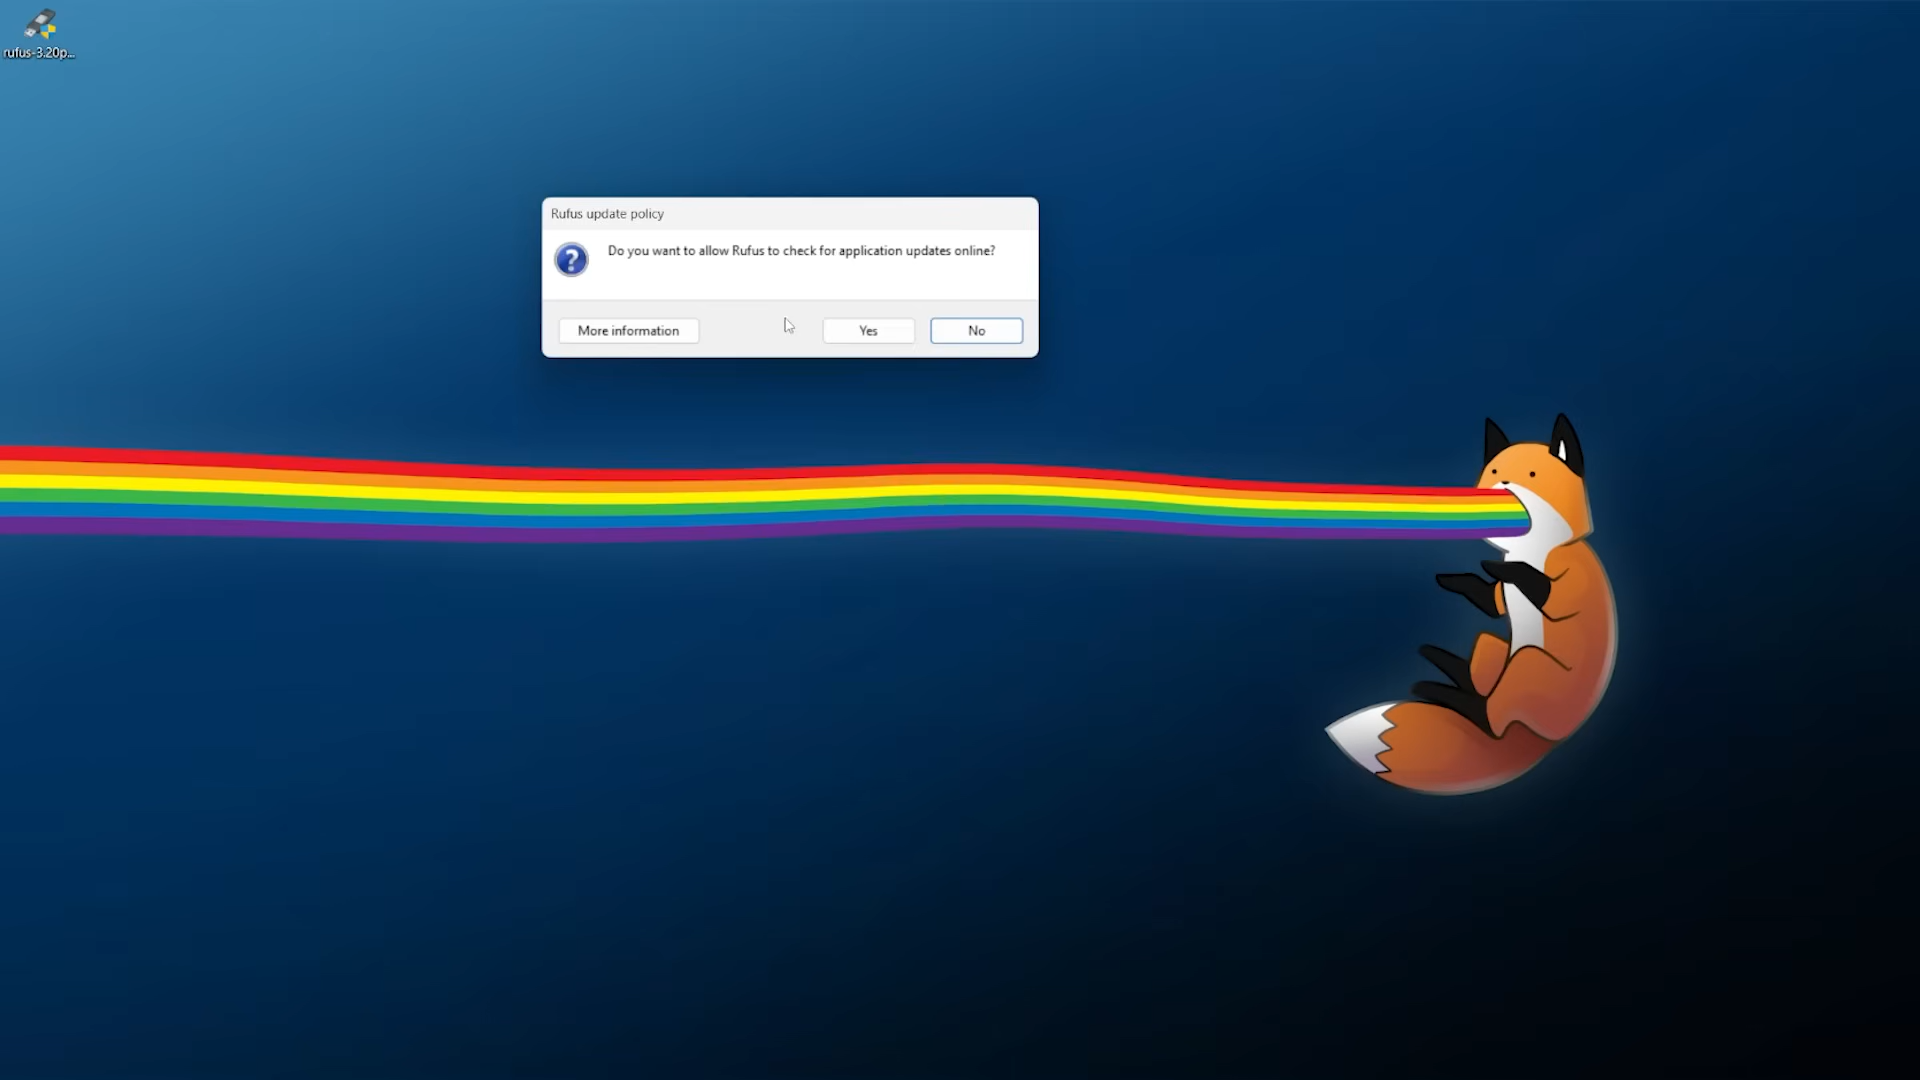 rufus-3.20p...
Rufus update policy
Do you want to allow Rufus to check for application updates online?
More information
Yes
No